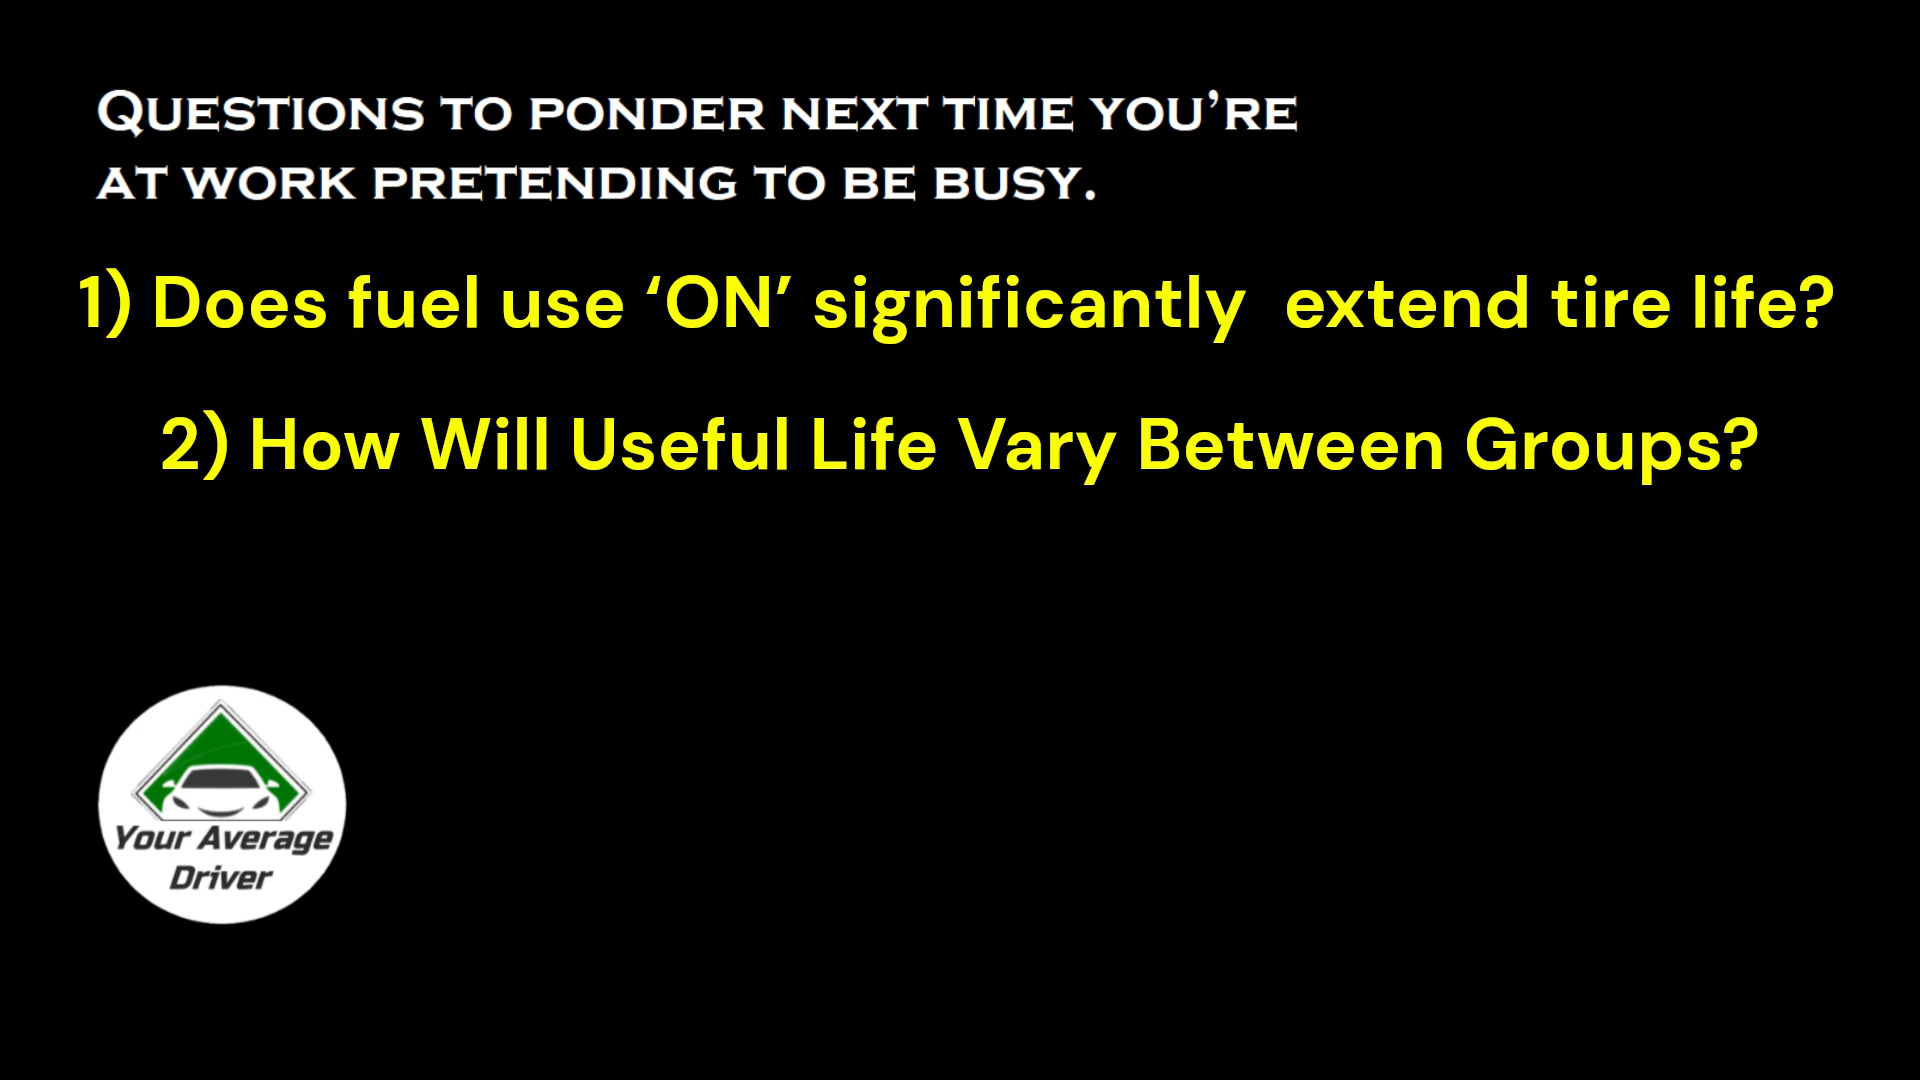 QUESTIONS TO PONDER NEXT TIME YOU’RE
AT WORK PRETENDING TO BE BUSY.
1) Does fuel use ‘ON’ significantly  extend tire life?
2) How Will Useful Life Vary Between Groups?
Your Average
Driver